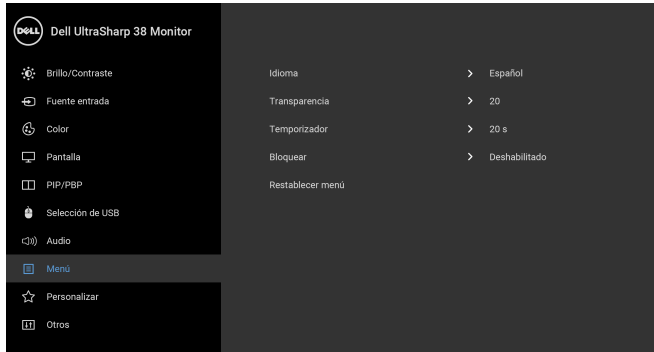 DELL Dell UltraSharp 38 Monitor
Brillo/Contraste
Fuente entrada
Color
Pantalla
PIP/PBP
Selección de USB
Audio
Menú
Personalizar
Otros
Idioma > Español
Transparencia > 20
Temporizador > 20 s
Bloquear > Deshabilitado
Restablecer menú